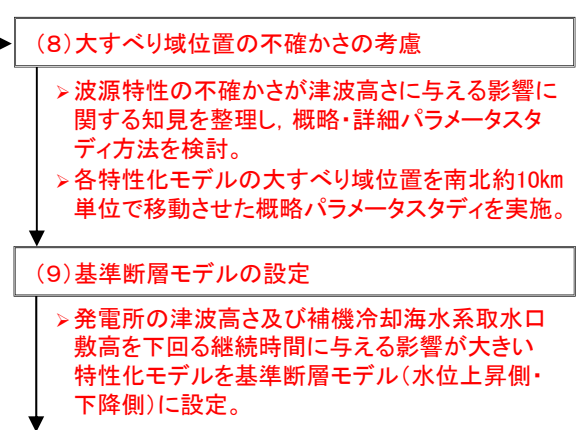 (8)大すべり域位置の不確かさの考慮
➢波源特性の不確かさが津波高さに与える影響に
関する知見を整理し,概略・詳細パラメータスタ
ディ方法を検討。
➢各特性化モデルの大すべり域位置を南北約10km
単位で移動させた概略パラメータスタディを実施。
(9)基準断層モデルの設定
➢発電所の津波高さ及び補機冷却海水系取水口
敷高を下回る継続時間に与える影響が大きい
特性化モデルを基準断層モデル(水位上昇側・
下降側)に設定。